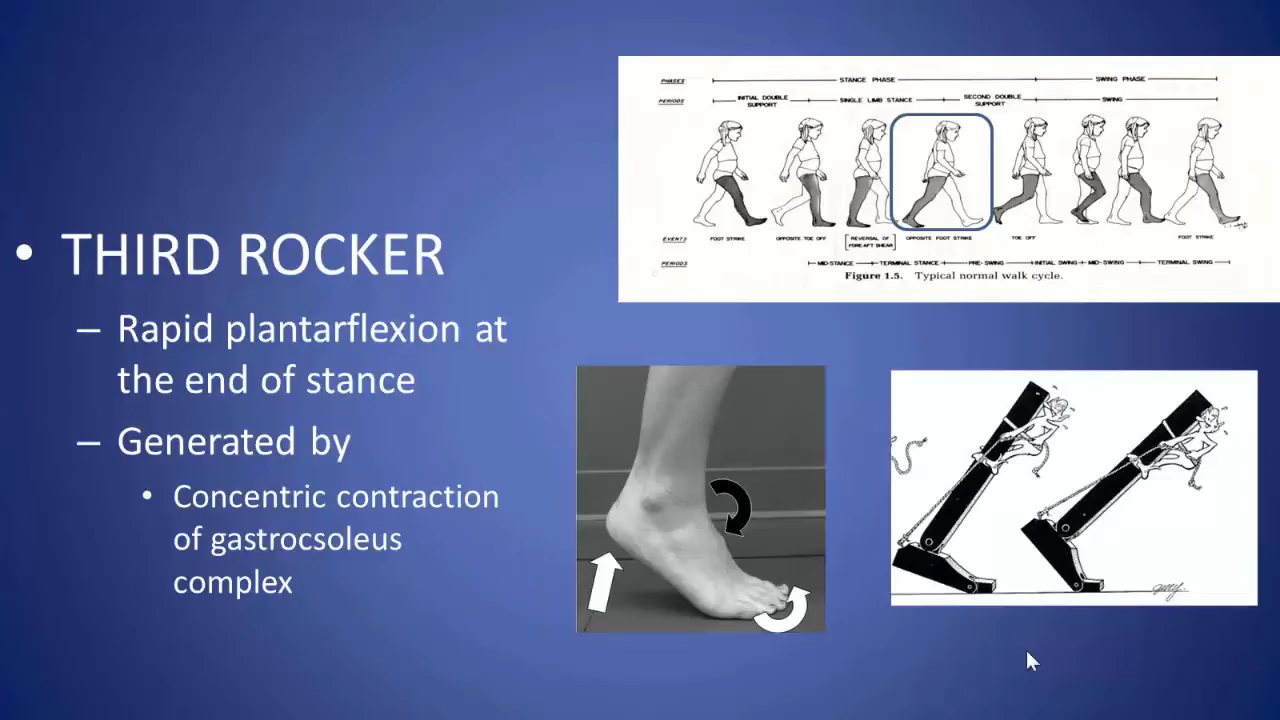 • THIRD ROCKER
– Rapid plantarflexion at
the end of stance
– Generated by
• Concentric contraction
of gastrocsoleus
complex
PHASES STANCE PHASE SWING PHASE
PERIODS INITIAL DOUBLE SUPPORT SINGLE LIMB STANCE SECOND DOUBLE SUPPORT SWING
EVENTS FOOT STRIKE OPPOSITE TOE OFF [REVERSAL OF FORE-AFT SHEAR] OPPOSITE FOOT STRIKE TOE OFF FOOT STRIKE
PERIODS MID-STANCE TERMINAL STANCE PRE-SWING INITIAL SWING MID-SWING TERMINAL SWING
Figure 1.5. Typical normal walk cycle.